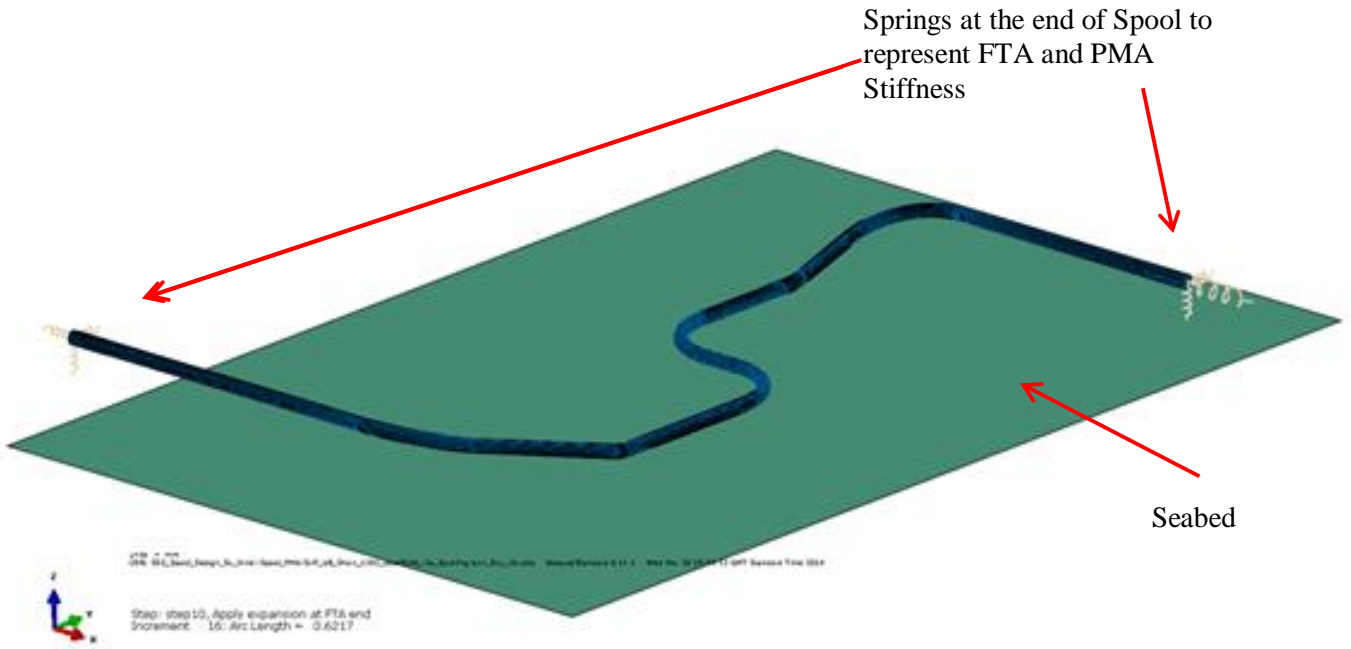 Springs at the end of Spool to
represent FTA and PMA
Stiffness
Seabed
Z
Y
X
Step: step10, Apply expansion at FTA end
Increment 16: Arc Length = 0.6217